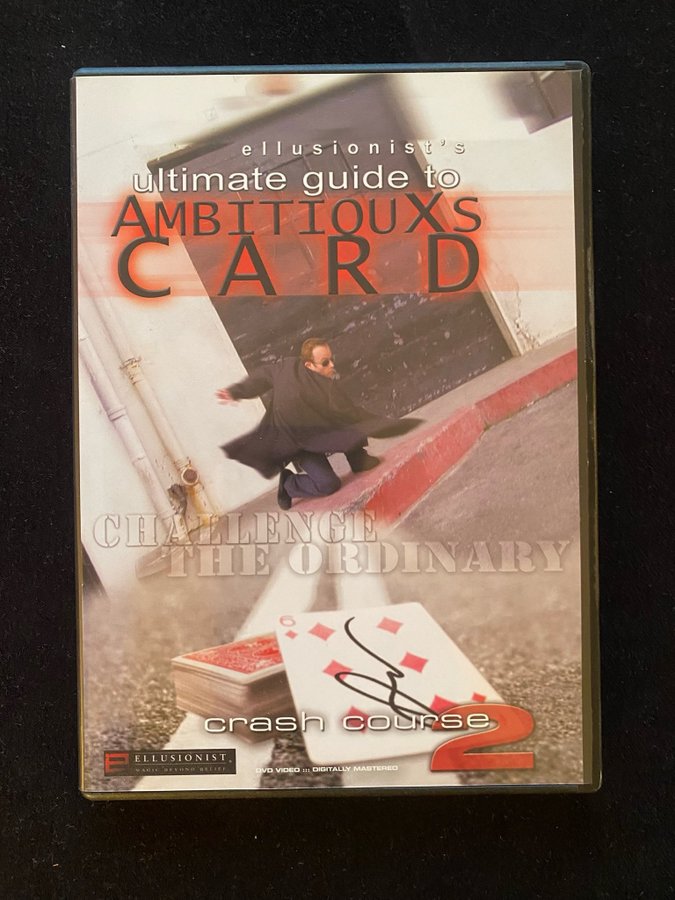 ellusionist's
ultimate guide to
AMBITIOUXS
CARD
CHALLENGE
THE ORDINARY
6
crash course 2
E ELLUSIONIST®
MAGIC BEYOND BELIEF
DVD VIDEO ::: DIGITALLY MASTERED